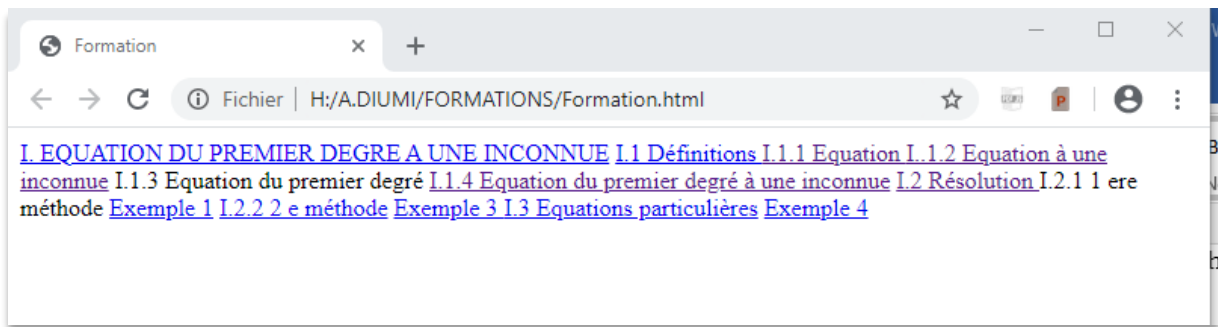 Formation
Fichier | H:/A.DIUMI/FORMATIONS/Formation.html
I. EQUATION DU PREMIER DEGRE A UNE INCONNUE I.1 Définitions I.1.1 Equation I..1.2 Equation à une
inconnue I.1.3 Equation du premier degré I.1.4 Equation du premier degré à une inconnue I.2 Résolution I.2.1 1 ere
méthode Exemple 1 I.2.2 2 e méthode Exemple 3 I.3 Equations particulières Exemple 4